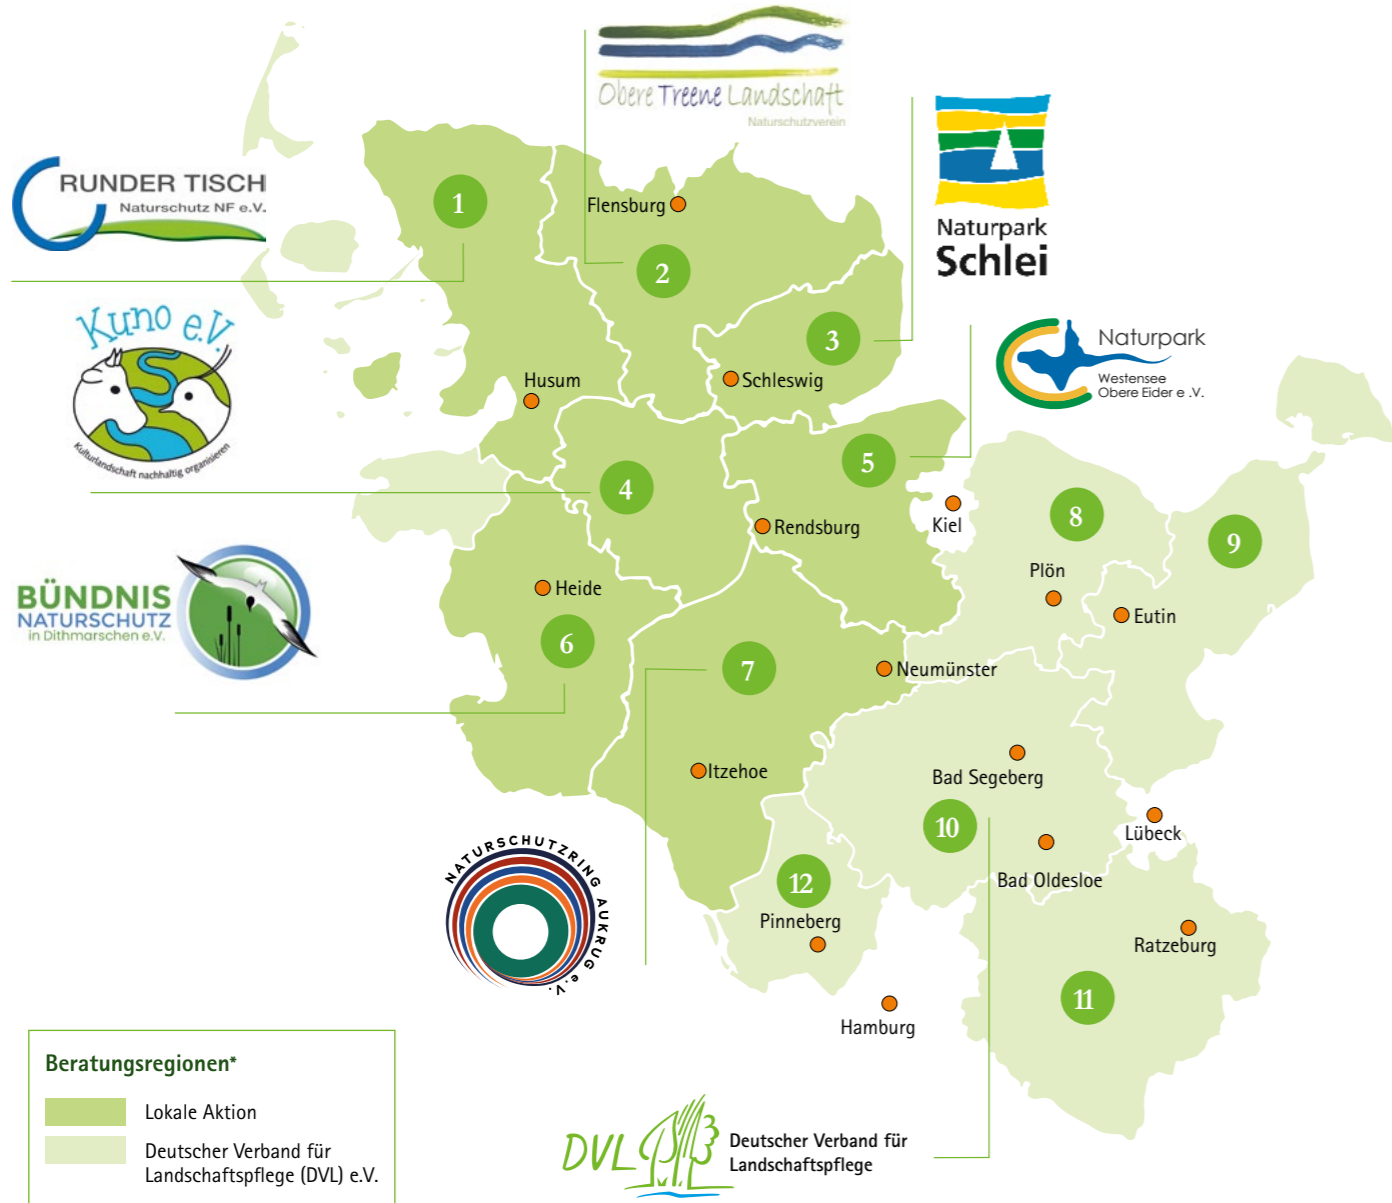 Obere Treene Landschaft
Naturschutzverein
RUNDER TISCH
Naturschutz NF e.V.
1
Flensburg
2
Naturpark
Schlei
Kuno e.V.
Kulturlandschaft nachhaltig organisieren
3
Schleswig
Husum
Naturpark
Westensee
Obere Eider e .V.
4
5
Rendsburg
Kiel
8
9
Plön
Eutin
BÜNDNIS
NATURSCHUTZ
in Dithmarschen e.V.
Heide
6
7
Neumünster
Itzehoe
Bad Segeberg
10
Lübeck
Bad Oldesloe
NATURSCHUTZRING AUKRUG e.V.
12
Pinneberg
Ratzeburg
11
Hamburg
Beratungsregionen*
Lokale Aktion
Deutscher Verband für
Landschaftspflege (DVL) e.V.
DVL
Deutscher Verband für
Landschaftspflege